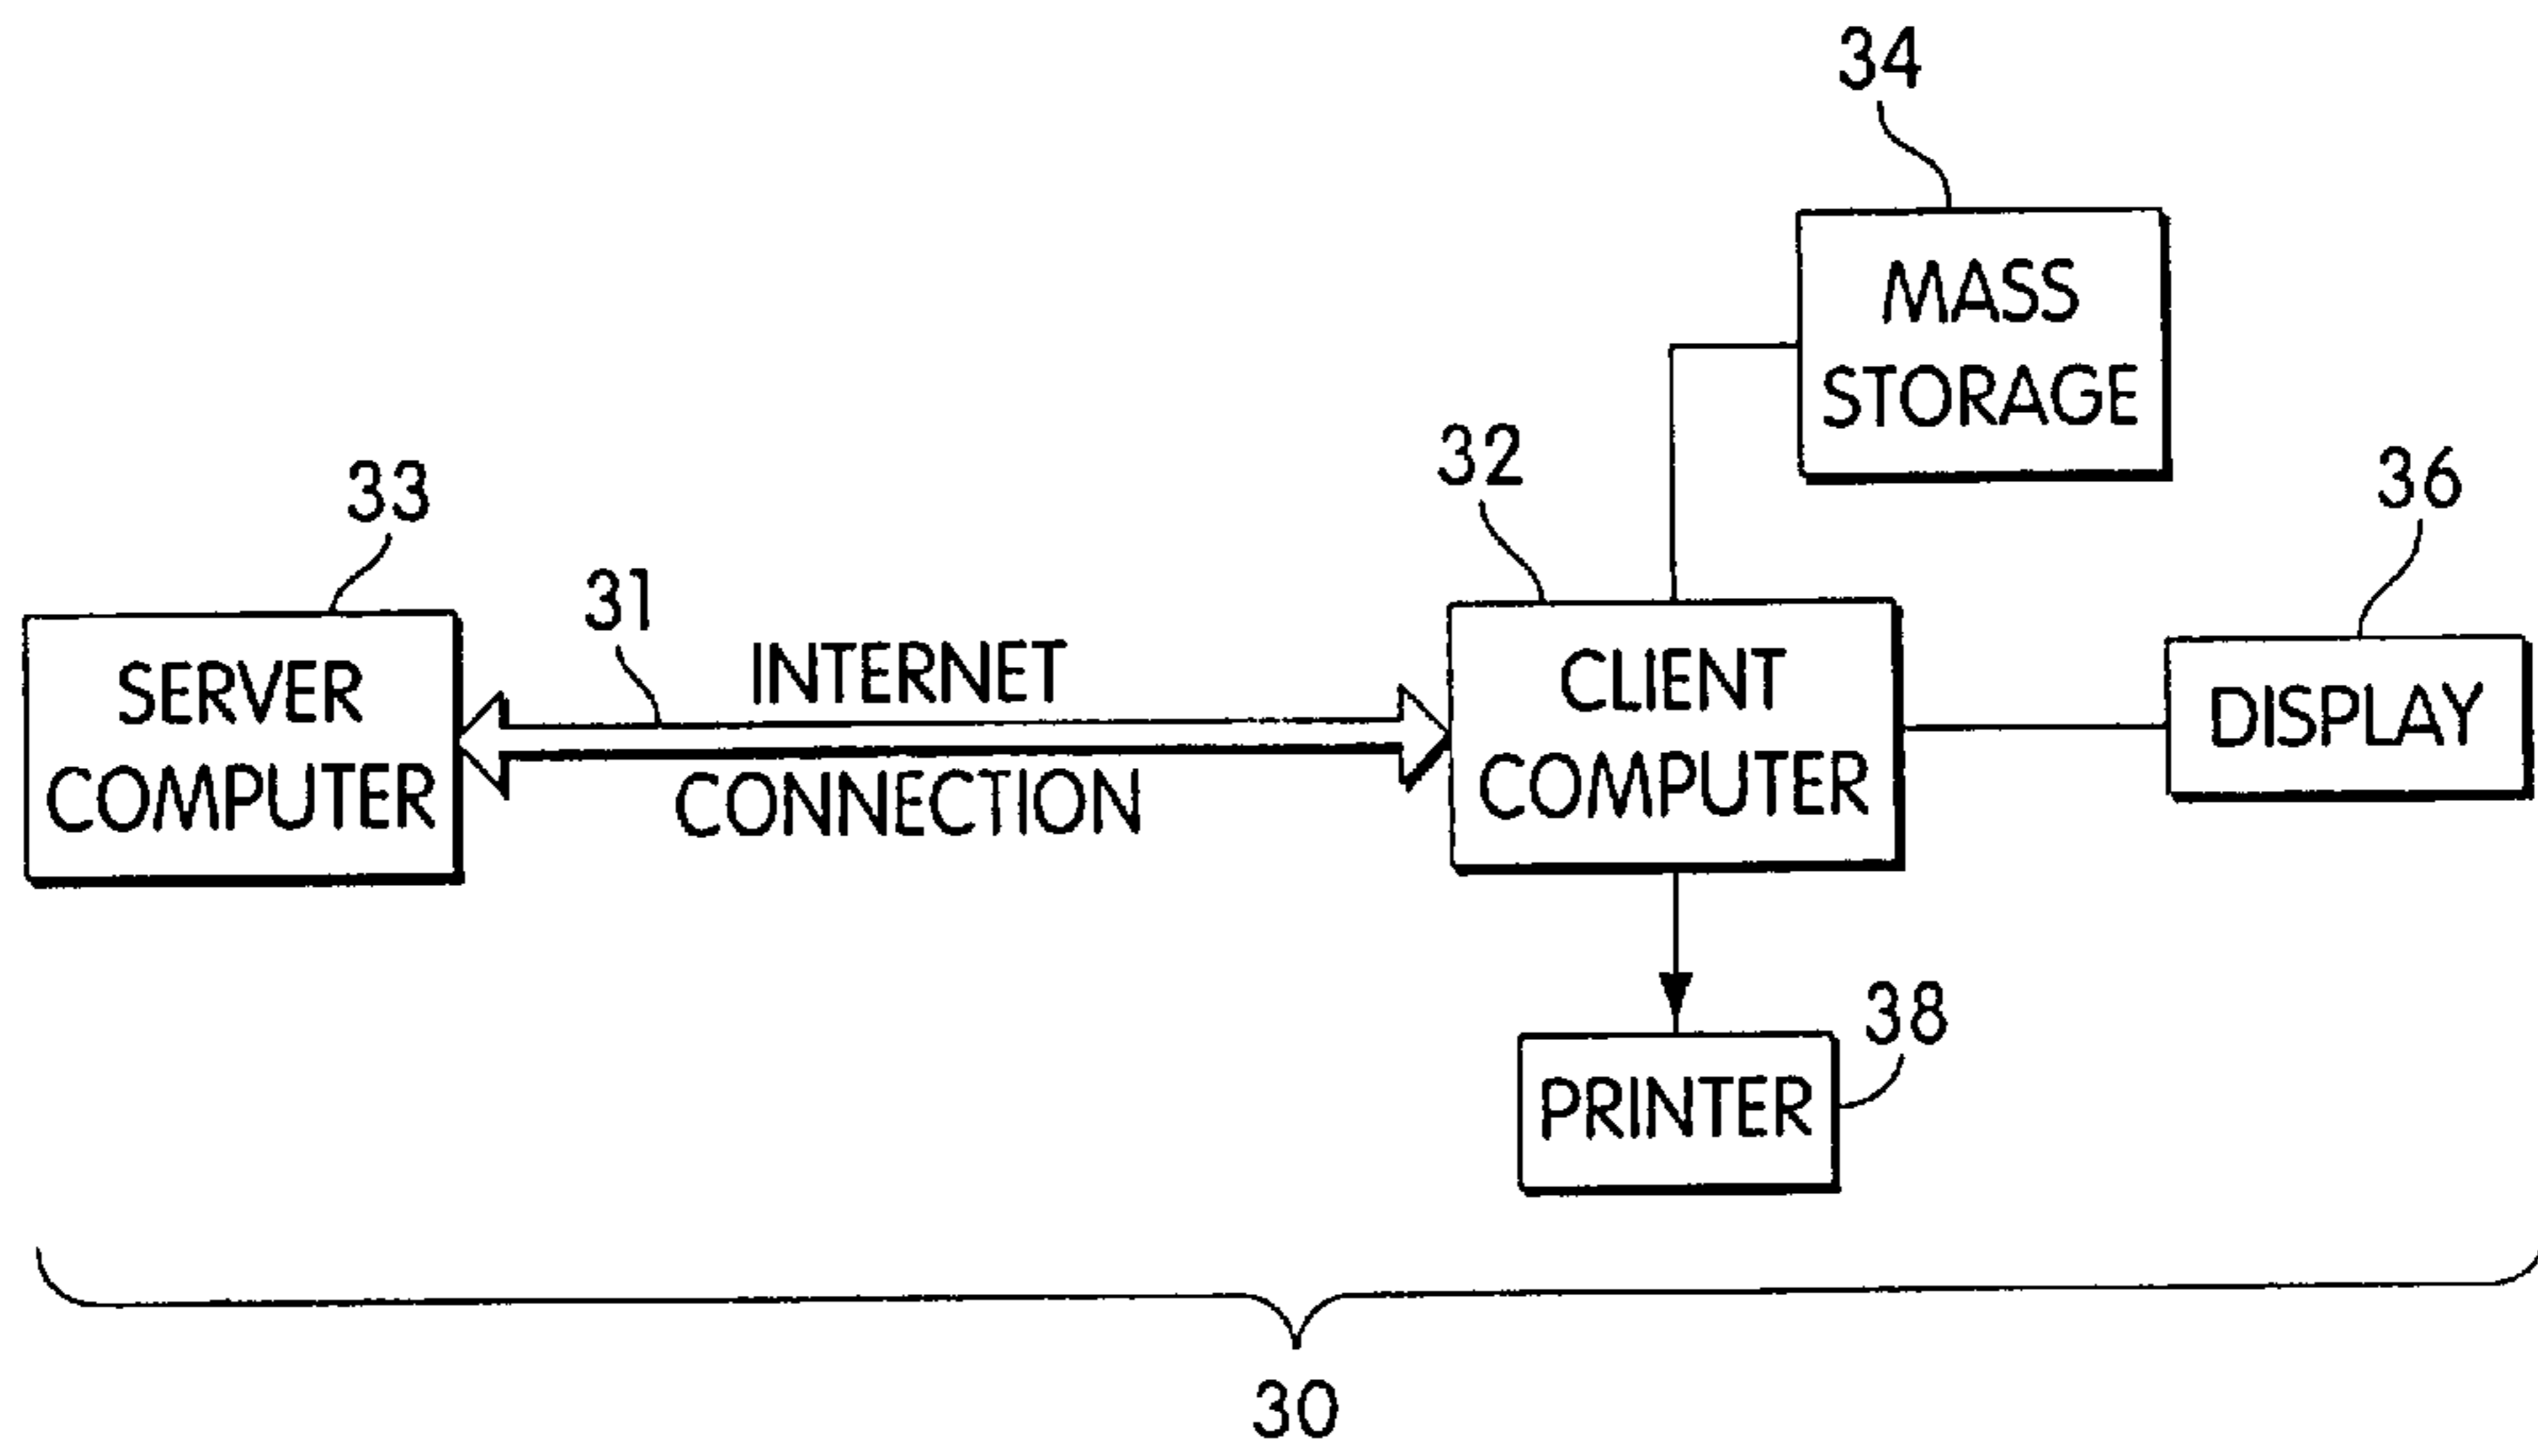 34
MASS
STORAGE
32
36
33
31
INTERNET
CONNECTION
SERVER
COMPUTER
CLIENT
COMPUTER
DISPLAY
38
PRINTER
30